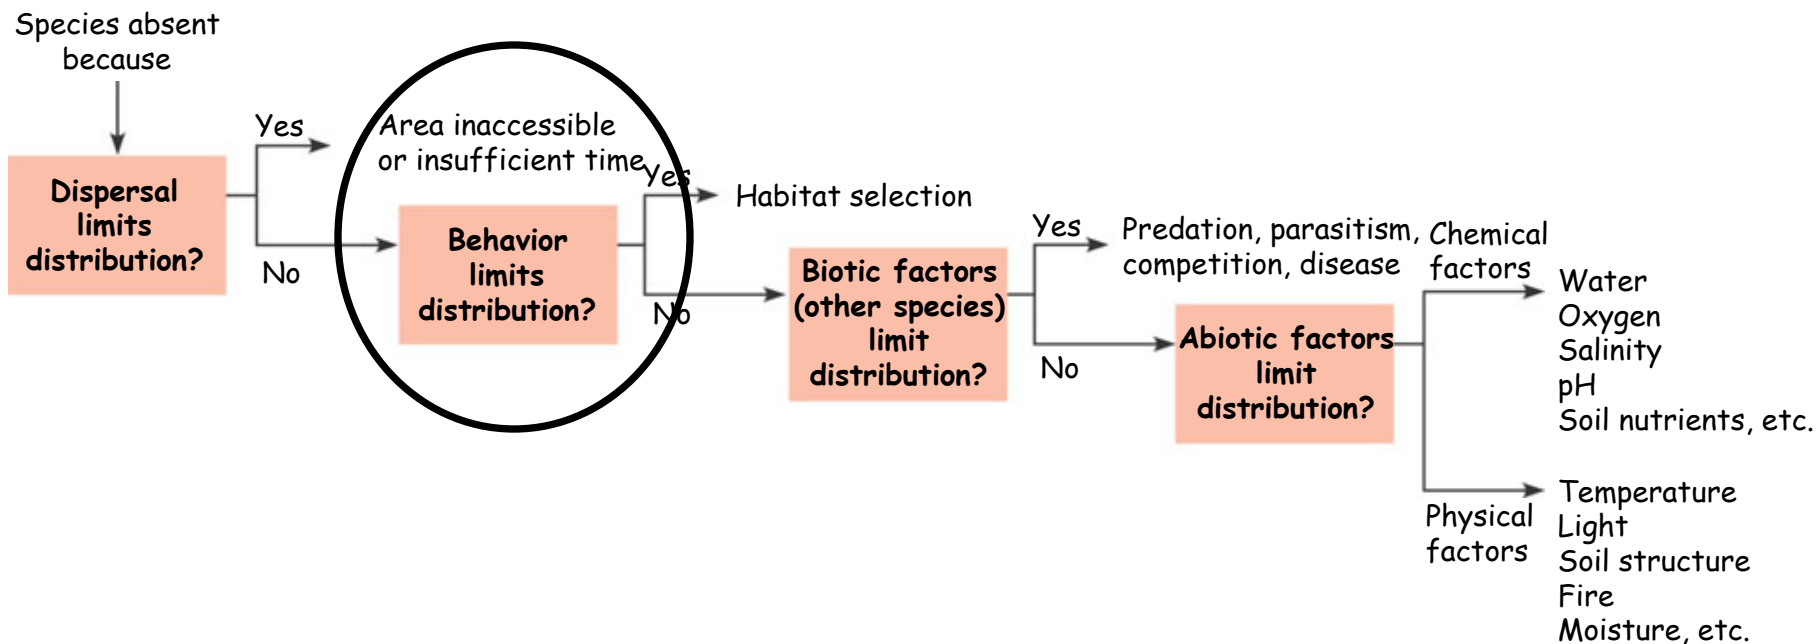 Species absent
because
Dispersal
limits
distribution?
Yes
No
Area inaccessible
or insufficient time
Behavior
limits
distribution?
Yes
No
Habitat selection
Biotic factors
(other species)
limit
distribution?
Yes
No
Predation, parasitism,
competition, disease
Abiotic factors
limit
distribution?
Chemical
factors
Water
Oxygen
Salinity
pH
Soil nutrients, etc.
Physical
factors
Temperature
Light
Soil structure
Fire
Moisture, etc.